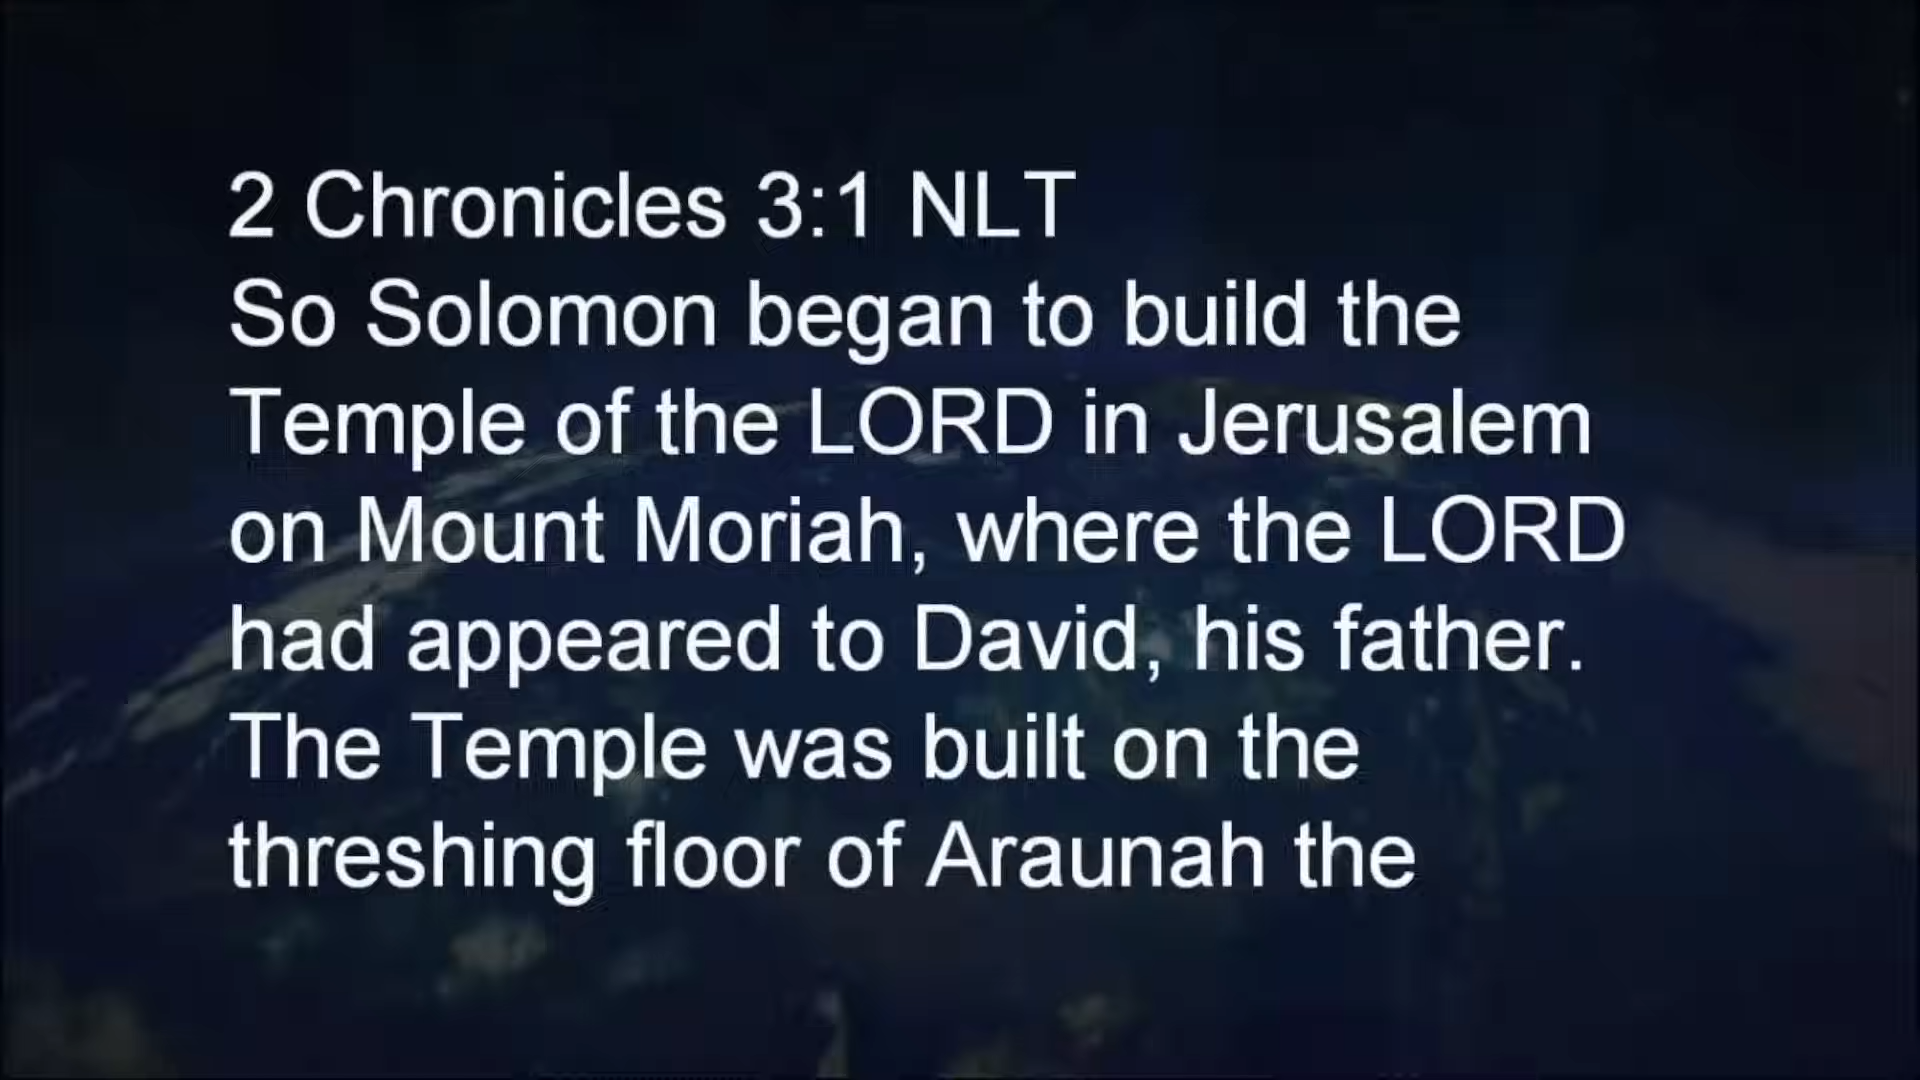 2 Chronicles 3:1 NLT
So Solomon began to build the
Temple of the LORD in Jerusalem
on Mount Moriah, where the LORD
had appeared to David, his father.
The Temple was built on the
threshing floor of Araunah the